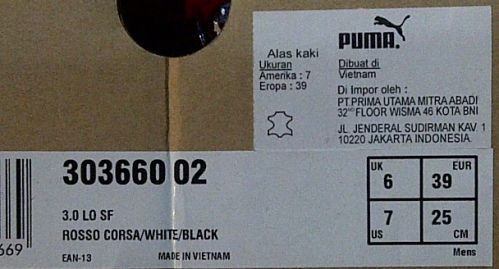 PUMA
Alas kaki
Ukuran
Amerika : 7
Eropa : 39
Dibuat di
Vietnam
Di Impor oleh :
PT.PRIMA UTAMA MITRA ABADI
32ND FLOOR WISMA 46 KOTA BNI
JL. JENDERAL SUDIRMAN KAV. 1
10220 JAKARTA INDONESIA.
303660 02
3.0 LO SF
ROSSO CORSA/WHITE/BLACK
EAN-13 MADE IN VIETNAM
669
UK 6 39 EUR
7 US 25 CM
Mens